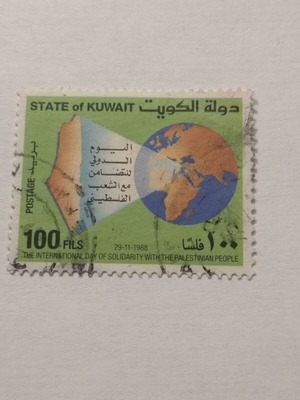 STATE of KUWAIT دولة الكويت
اليوم
الدولي
للتضامن
مع الشعب
الفلسطيني
POSTAGE
بريد
100 FILS
29-11-1988
١٠٠ فلسًا
THE INTERNATIONAL DAY OF SOLIDARITY WITH THE PALESTINIAN PEOPLE